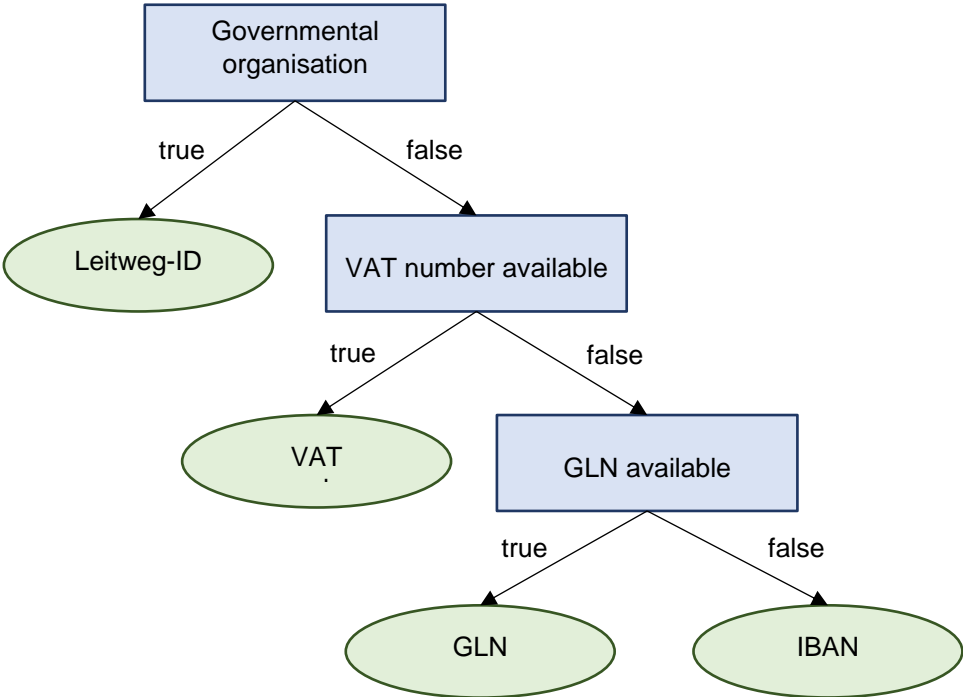 Governmental
organisation
true
false
Leitweg-ID
VAT number available
true
false
VAT
GLN available
true
false
GLN
IBAN